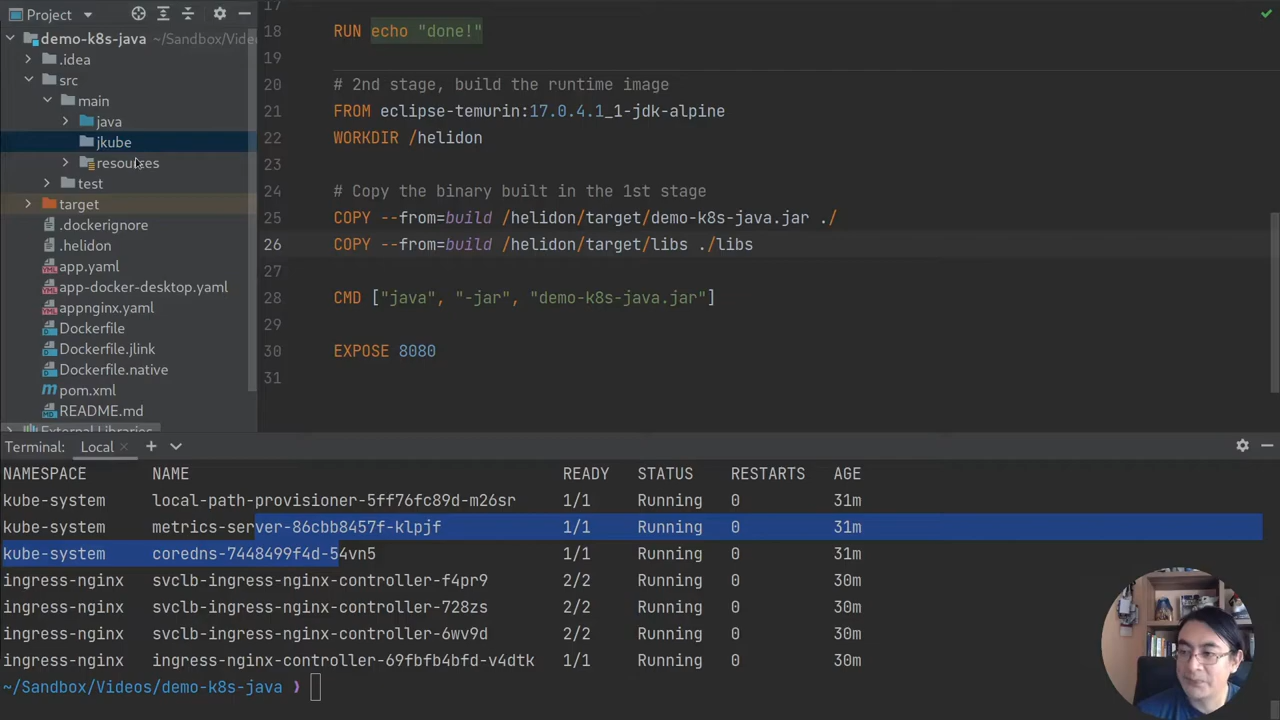 Project
demo-k8s-java ~/Sandbox/Video
.idea
src
main
java
jkube
resources
test
target
.dockerignore
.helidon
app.yaml
app-docker-desktop.yaml
appnginx.yaml
Dockerfile
Dockerfile.jlink
Dockerfile.native
pom.xml
README.md
External Libraries
17
18 RUN echo "done!"
19
20 # 2nd stage, build the runtime image
21 FROM eclipse-temurin:17.0.4.1_1-jdk-alpine
22 WORKDIR /helidon
23
24 # Copy the binary built in the 1st stage
25 COPY --from=build /helidon/target/demo-k8s-java.jar ./
26 COPY --from=build /helidon/target/libs ./libs
27
28 CMD ["java", "-jar", "demo-k8s-java.jar"]
29
30 EXPOSE 8080
31
Terminal: Local
NAMESPACE NAME READY STATUS RESTARTS AGE
kube-system local-path-provisioner-5ff76fc89d-m26sr 1/1 Running 0 31m
kube-system metrics-server-86cbb8457f-klpjf 1/1 Running 0 31m
kube-system coredns-7448499f4d-54vn5 1/1 Running 0 31m
ingress-nginx svclb-ingress-nginx-controller-f4pr9 2/2 Running 0 30m
ingress-nginx svclb-ingress-nginx-controller-728zs 2/2 Running 0 30m
ingress-nginx svclb-ingress-nginx-controller-6wv9d 2/2 Running 0 30m
ingress-nginx ingress-nginx-controller-69fbfb4bfd-v4dtk 1/1 Running 0 30m
~/Sandbox/Videos/demo-k8s-java ❯